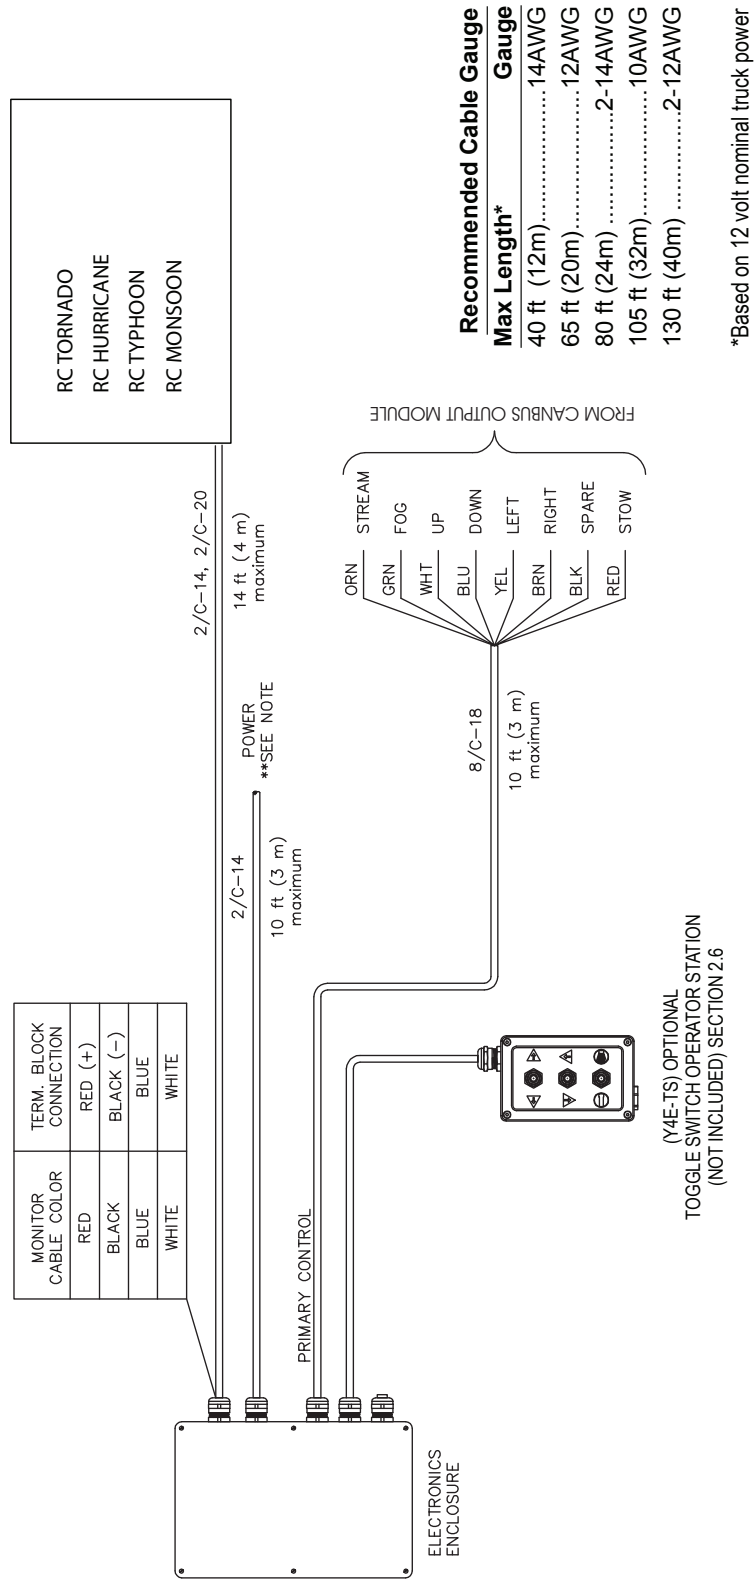 MONITOR
CABLE COLOR
TERM. BLOCK
CONNECTION
RED
RED (+)
BLACK
BLACK (–)
BLUE
BLUE
WHITE
WHITE
RC TORNADO
RC HURRICANE
RC TYPHOON
RC MONSOON
2/C–14, 2/C–20
14 ft (4 m)
maximum
2/C–14
10 ft (3 m)
maximum
POWER
**SEE NOTE
PRIMARY CONTROL
8/C–18
10 ft (3 m)
maximum
ORN STREAM
GRN FOG
WHT UP
BLU DOWN
YEL LEFT
BRN RIGHT
BLK SPARE
RED STOW
FROM CANBUS OUTPUT MODULE
ELECTRONICS
ENCLOSURE
(Y4E-TS) OPTIONAL
TOGGLE SWITCH OPERATOR STATION
(NOT INCLUDED) SECTION 2.6
Recommended Cable Gauge
Max Length* Gauge
40 ft (12m)....................14AWG
65 ft (20m)....................12AWG
80 ft (24m) .................2-14AWG
105 ft (32m)..................10AWG
130 ft (40m) ...............2-12AWG
*Based on 12 volt nominal truck power